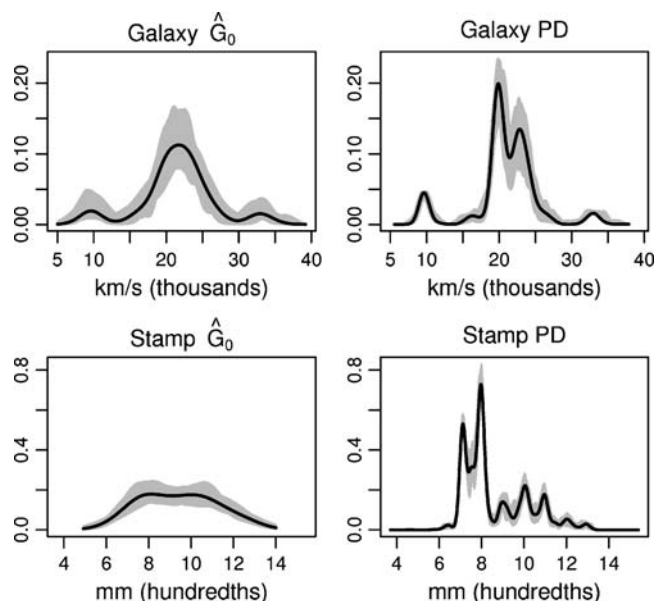 Galaxy Ĝ₀
0.20
0.10
0.00
5 10 20 30 40
km/s (thousands)
Galaxy PD
0.20
0.10
0.00
5 10 20 30 40
km/s (thousands)
Stamp Ĝ₀
0.8
0.4
0.0
4 6 8 10 12 14
mm (hundredths)
Stamp PD
0.8
0.4
0.0
4 6 8 10 12 14
mm (hundredths)